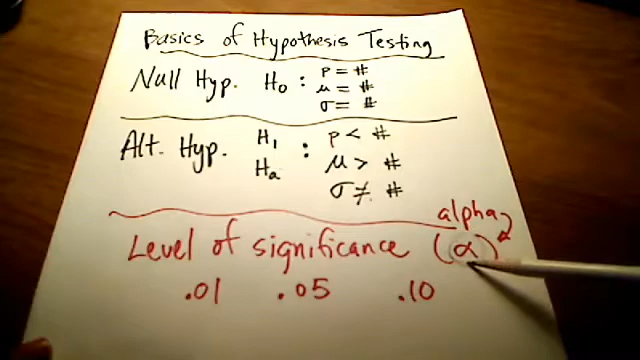 Basics of Hypothesis Testing
Null Hyp. H0 : p = #
μ = #
σ = #
Alt. Hyp. H1 Ha : p < #
μ > #
σ ≠ #
alpha
Level of significance (α)
.01 .05 .10